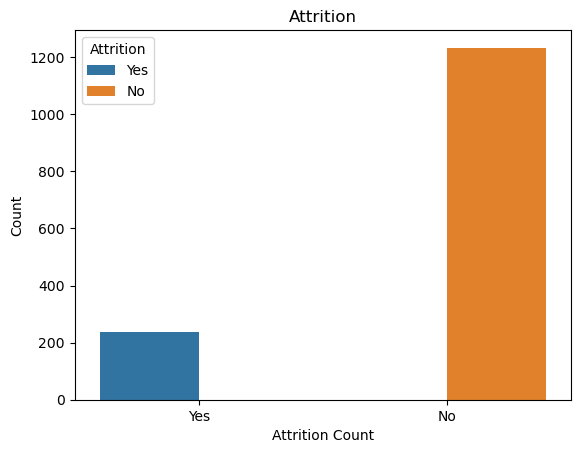 Attrition
Attrition
Yes
No
1200
1000
800
600
400
200
0
Count
Yes No
Attrition Count